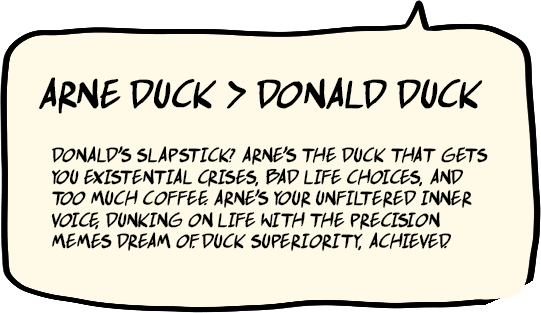 ARNE DUCK > DONALD DUCK
DONALD'S SLAPSTICK? ARNE'S THE DUCK THAT GETS
YOU EXISTENTIAL CRISES, BAD LIFE CHOICES, AND
TOO MUCH COFFEE. ARNE'S YOUR UNFILTERED INNER
VOICE, DUNKING ON LIFE WITH THE PRECISION
MEMES DREAM OF.DUCK SUPERIORITY, ACHIEVED.